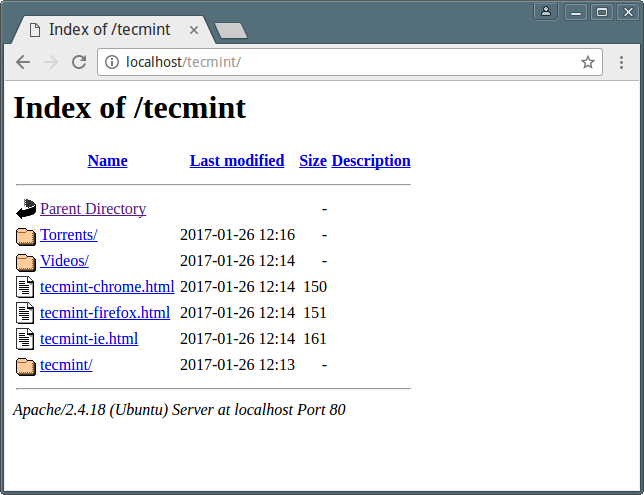 Index of /tecmint
localhost/tecmint/
Index of /tecmint
Name Last modified Size Description
Parent Directory -
Torrents/ 2017-01-26 12:16 -
Videos/ 2017-01-26 12:14 -
tecmint-chrome.html 2017-01-26 12:14 150
tecmint-firefox.html 2017-01-26 12:14 151
tecmint-ie.html 2017-01-26 12:14 161
tecmint/ 2017-01-26 12:13 -
Apache/2.4.18 (Ubuntu) Server at localhost Port 80